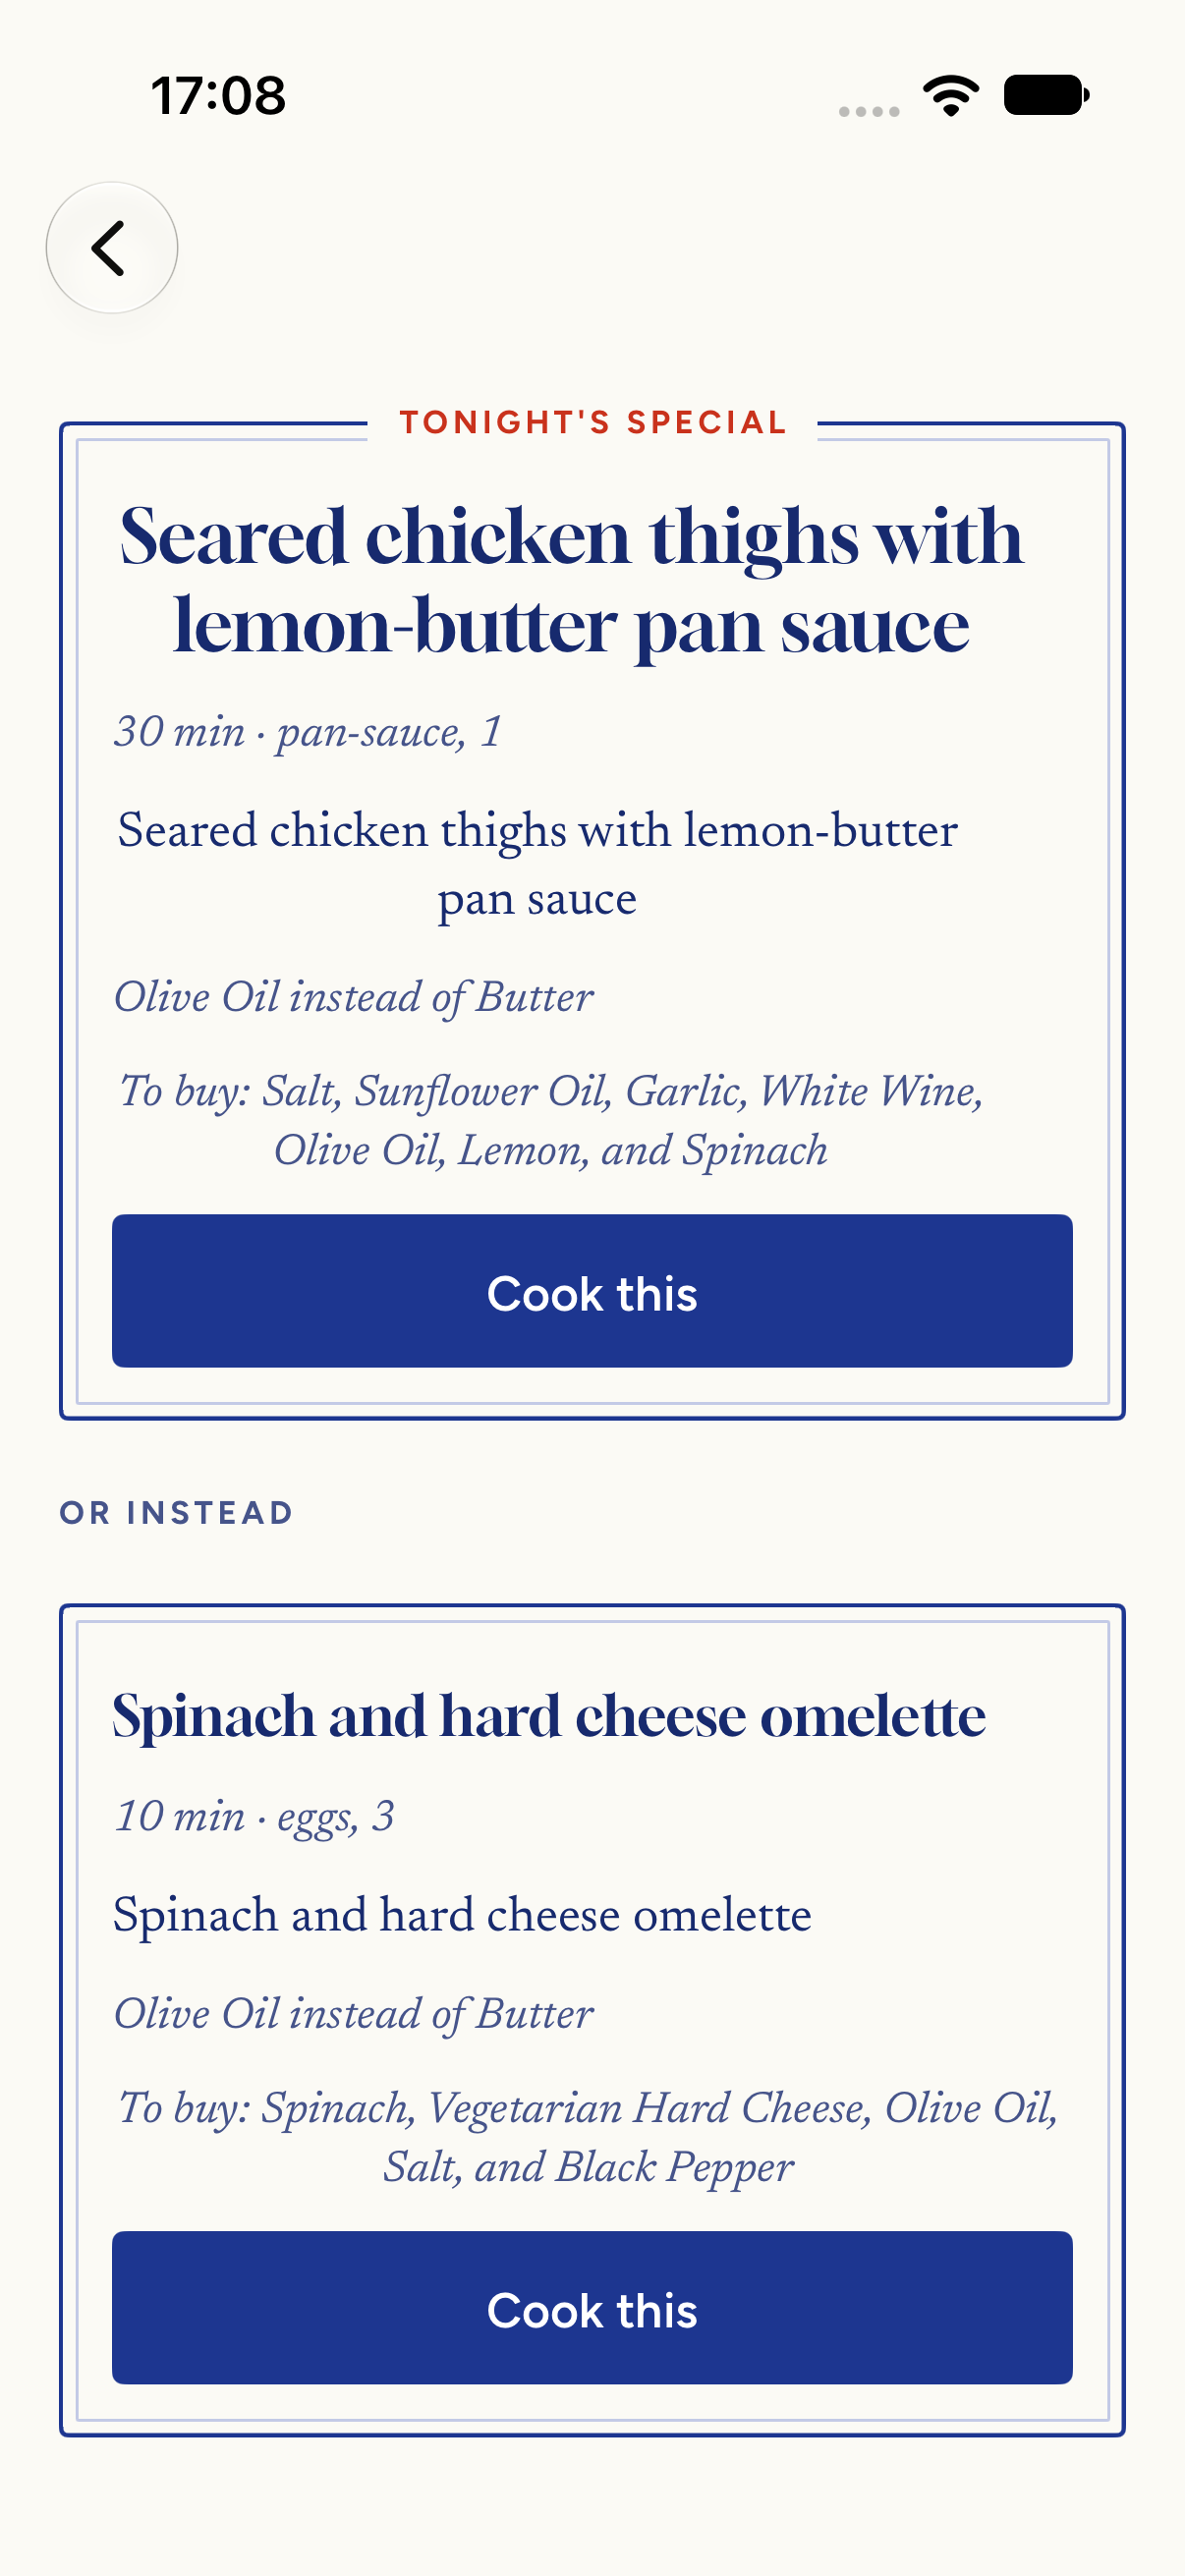 17:08
TONIGHT'S SPECIAL
Seared chicken thighs with
lemon-butter pan sauce
30 min · pan-sauce, 1
Seared chicken thighs with lemon-butter
pan sauce
Olive Oil instead of Butter
To buy: Salt, Sunflower Oil, Garlic, White Wine,
Olive Oil, Lemon, and Spinach
Cook this
OR INSTEAD
Spinach and hard cheese omelette
10 min · eggs, 3
Spinach and hard cheese omelette
Olive Oil instead of Butter
To buy: Spinach, Vegetarian Hard Cheese, Olive Oil,
Salt, and Black Pepper
Cook this